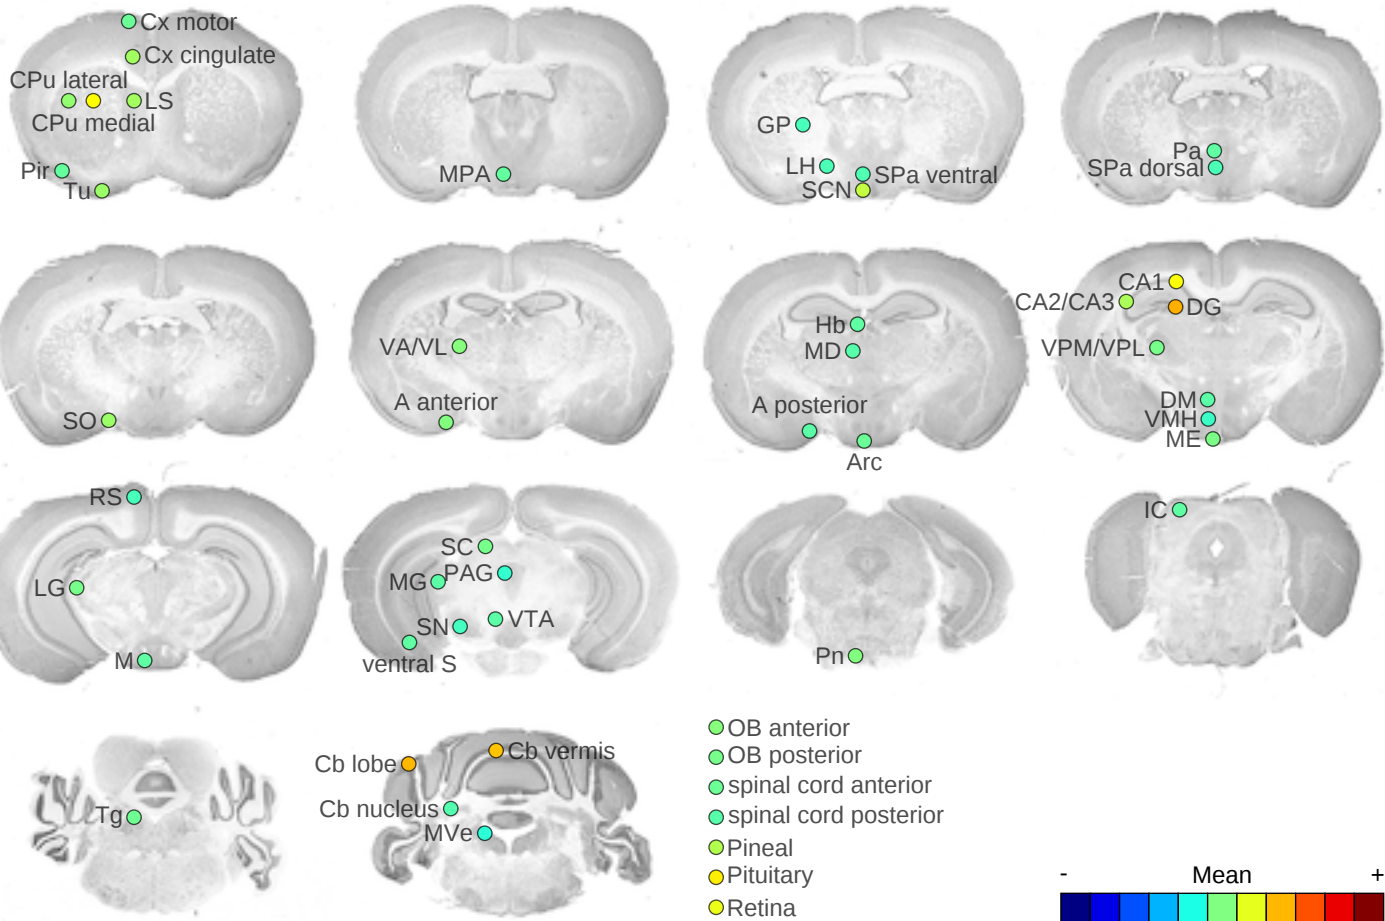 Cx motor
Cx cingulate
CPu lateral
LS
CPu medial
Pir
Tu
MPA
GP
LH
SPa ventral
SCN
Pa
SPa dorsal
SO
VA/VL
A anterior
Hb
MD
A posterior
Arc
CA1
CA2/CA3
DG
VPM/VPL
DM
VMH
ME
RS
LG
M
SC
PAG
MG
VTA
SN
ventral S
Pn
IC
Tg
Cb lobe
Cb vermis
Cb nucleus
MVe
OB anterior
OB posterior
spinal cord anterior
spinal cord posterior
Pineal
Pituitary
Retina
- Mean +